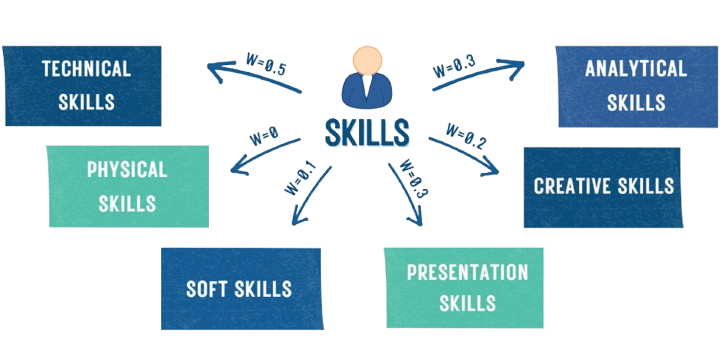 TECHNICAL
SKILLS
W=0.5
W=0.3
ANALYTICAL
SKILLS
SKILLS
PHYSICAL
SKILLS
W=0
W=0.2
CREATIVE SKILLS
W=0.1
W=0.3
SOFT SKILLS
PRESENTATION
SKILLS